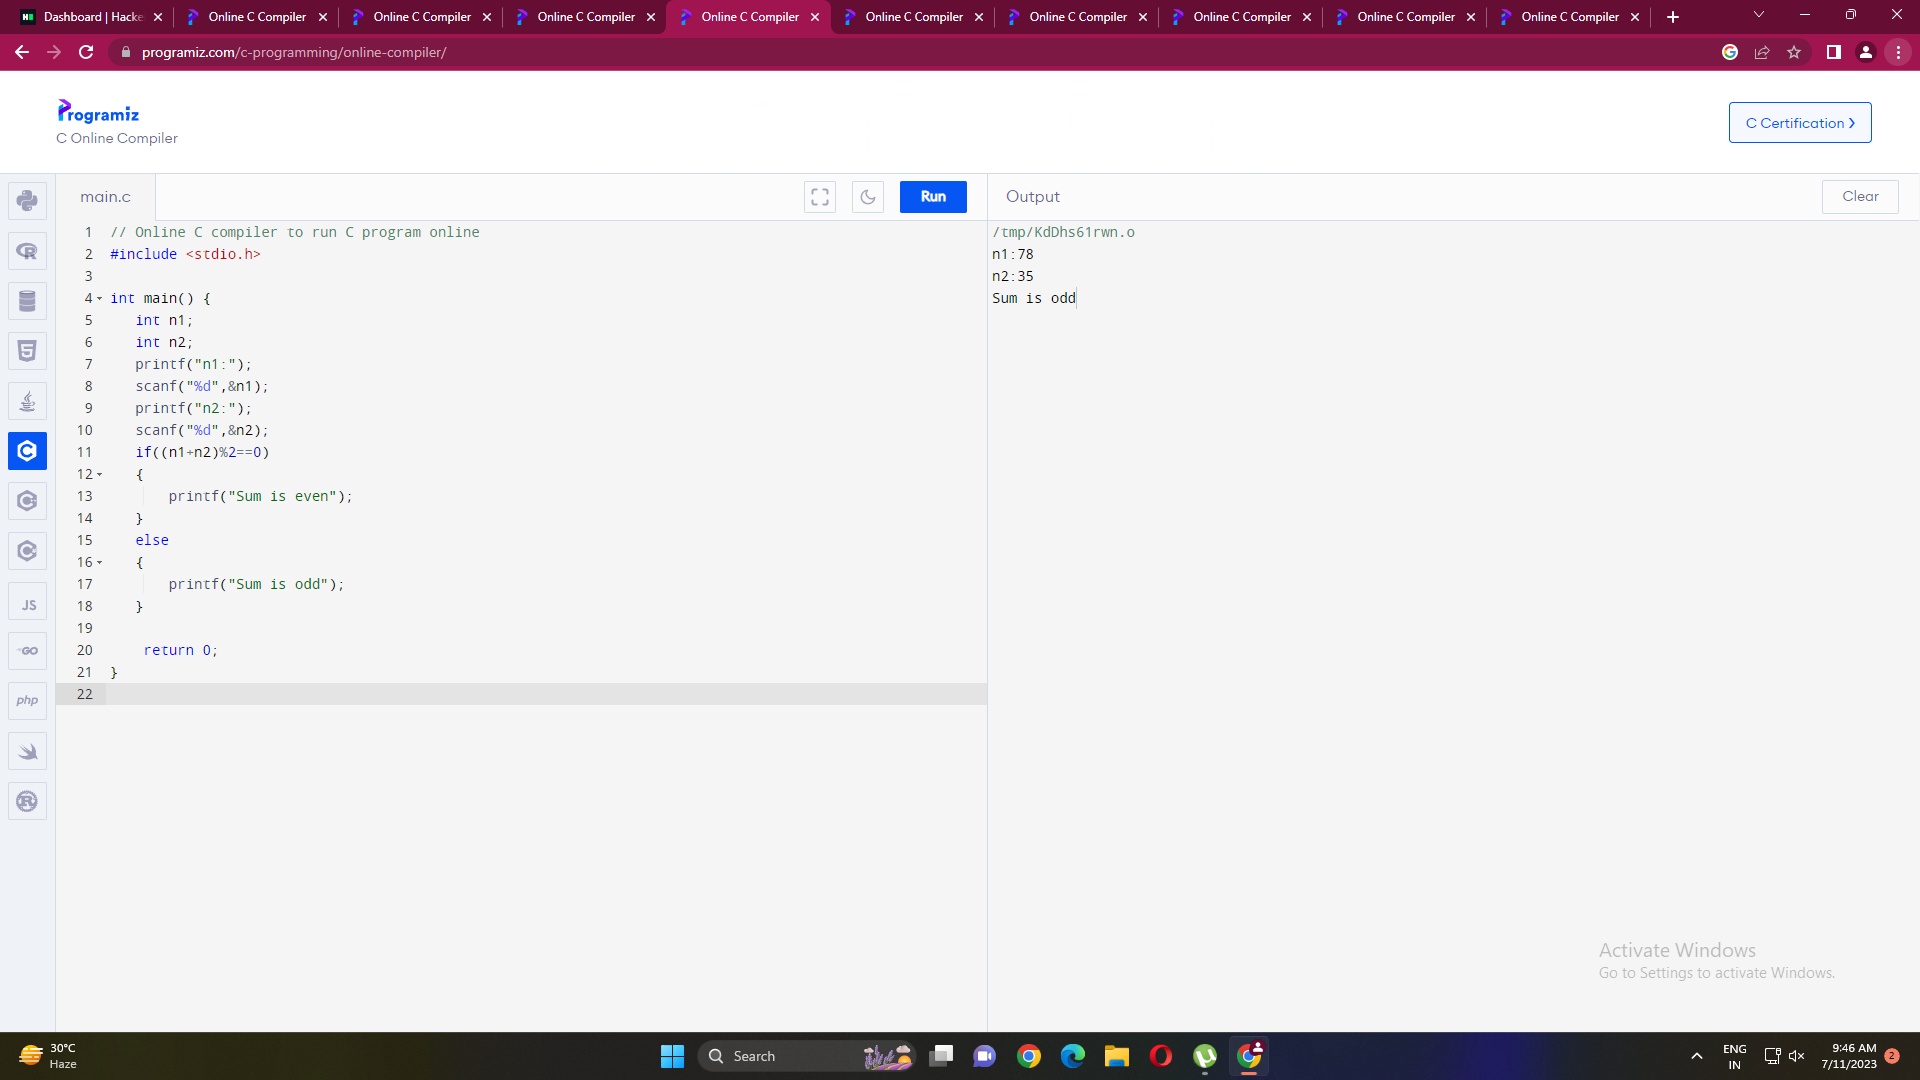 Dashboard | Hacke
Online C Compiler
Online C Compiler
Online C Compiler
Online C Compiler
Online C Compiler
Online C Compiler
Online C Compiler
Online C Compiler
Online C Compiler
programiz.com/c-programming/online-compiler/
Programiz
C Online Compiler
C Certification
main.c
Run
Output
Clear
1 // Online C compiler to run C program online
2 #include <stdio.h>
3
4 int main() {
5 int n1;
6 int n2;
7 printf("n1:");
8 scanf("%d",&n1);
9 printf("n2:");
10 scanf("%d",&n2);
11 if((n1+n2)%2==0)
12 {
13 printf("Sum is even");
14 }
15 else
16 {
17 printf("Sum is odd");
18 }
19
20 return 0;
21 }
22
/tmp/KdDhs61rwn.o
n1:78
n2:35
Sum is odd
JS
GO
php
Activate Windows
Go to Settings to activate Windows.
30°C
Haze
Search
ENG
IN
9:46 AM
7/11/2023
2